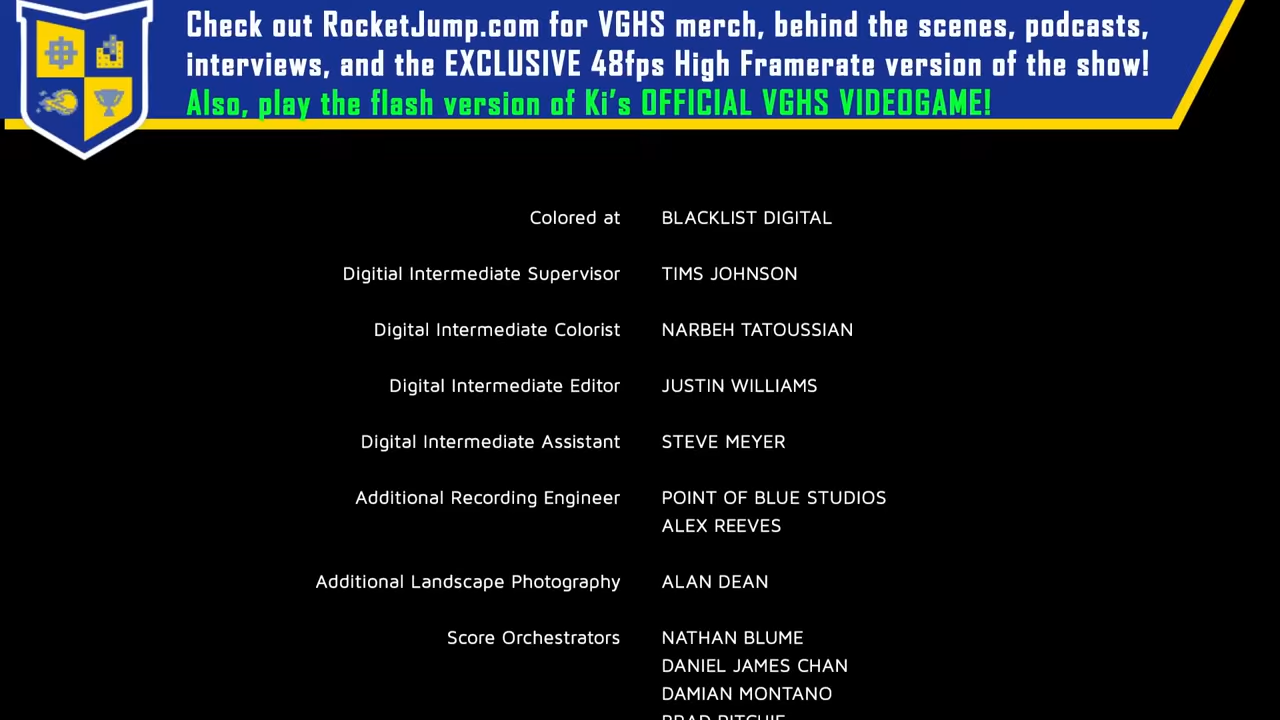 Check out RocketJump.com for VGHS merch, behind the scenes, podcasts,
interviews, and the EXCLUSIVE 48fps High Framerate version of the show!
Also, play the flash version of Ki's OFFICIAL VGHS VIDEOGAME!
Colored at BLACKLIST DIGITAL
Digitial Intermediate Supervisor TIMS JOHNSON
Digital Intermediate Colorist NARBEH TATOUSSIAN
Digital Intermediate Editor JUSTIN WILLIAMS
Digital Intermediate Assistant STEVE MEYER
Additional Recording Engineer POINT OF BLUE STUDIOS
ALEX REEVES
Additional Landscape Photography ALAN DEAN
Score Orchestrators NATHAN BLUME
DANIEL JAMES CHAN
DAMIAN MONTANO